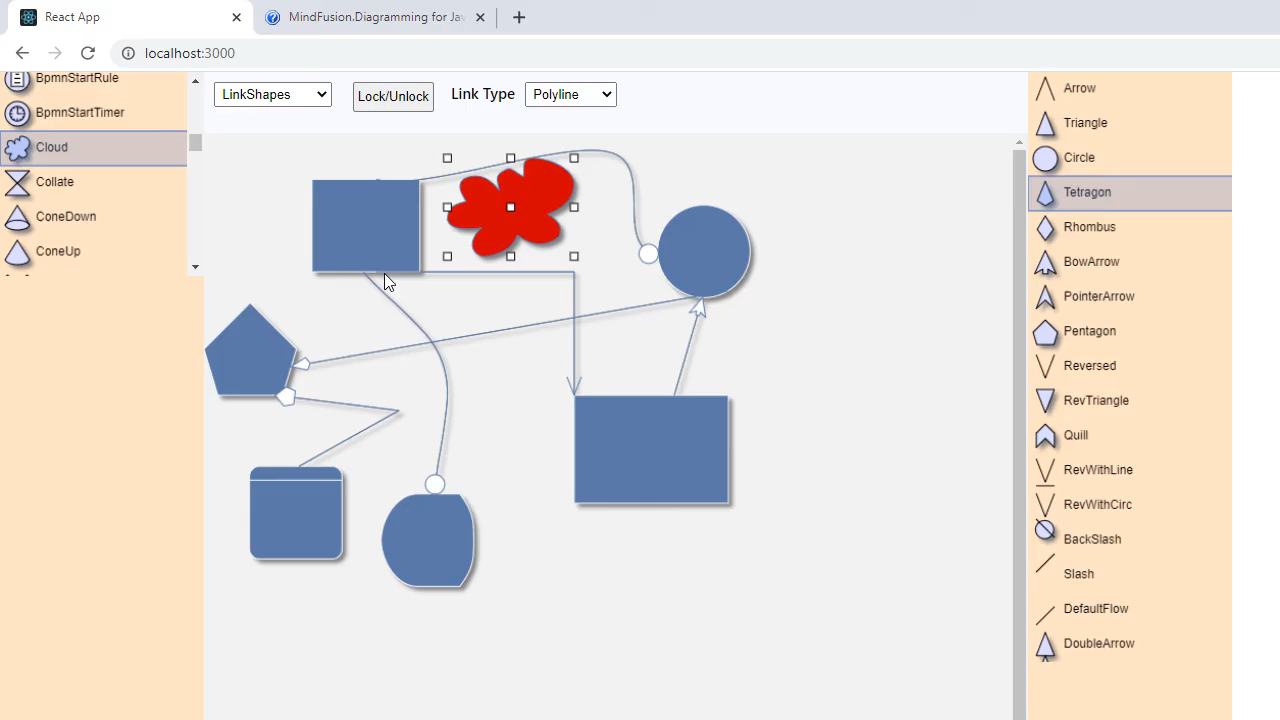 React App
MindFusion.Diagramming for Jav
localhost:3000
BpmnStartRule
BpmnStartTimer
Cloud
Collate
ConeDown
ConeUp
LinkShapes
Lock/Unlock
Link Type
Polyline
Arrow
Triangle
Circle
Tetragon
Rhombus
BowArrow
PointerArrow
Pentagon
Reversed
RevTriangle
Quill
RevWithLine
RevWithCirc
BackSlash
Slash
DefaultFlow
DoubleArrow